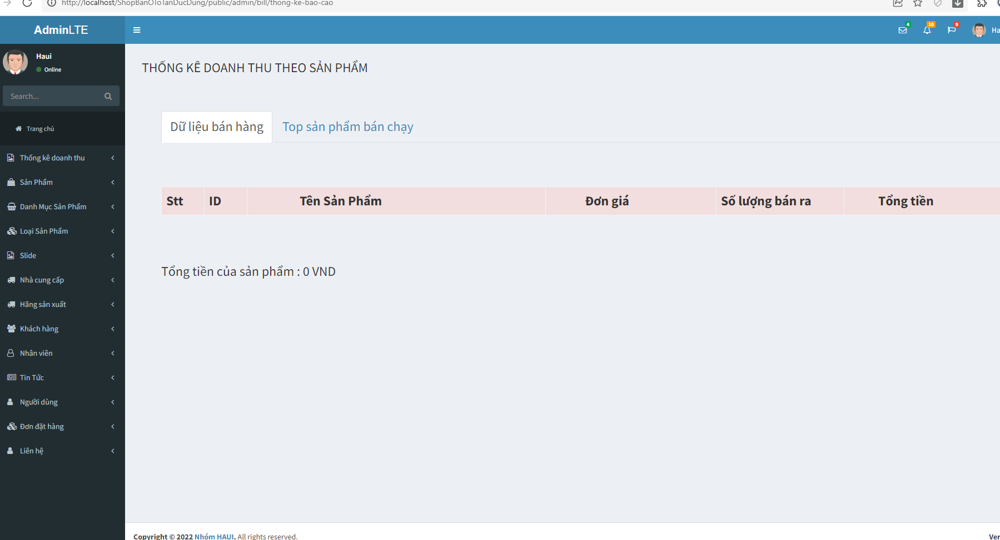 http://localhost/ShopBanOToTanDucDung/public/admin/bill/thong-ke-bao-cao
AdminLTE
4
10
9
Ha
Haui
Online
Search...
Trang chủ
Thống kê doanh thu
Sản Phẩm
Danh Mục Sản Phẩm
Loại Sản Phẩm
Slide
Nhà cung cấp
Hãng sản xuất
Khách hàng
Nhân viên
Tin Tức
Người dùng
Đơn đặt hàng
Liên hệ
THỐNG KÊ DOANH THU THEO SẢN PHẨM
Dữ liệu bán hàng Top sản phẩm bán chạy
Stt ID Tên Sản Phẩm Đơn giá Số lượng bán ra Tổng tiền
Tổng tiền của sản phẩm : 0 VND
Copyright © 2022 Nhóm HAUI. All rights reserved.
Ver